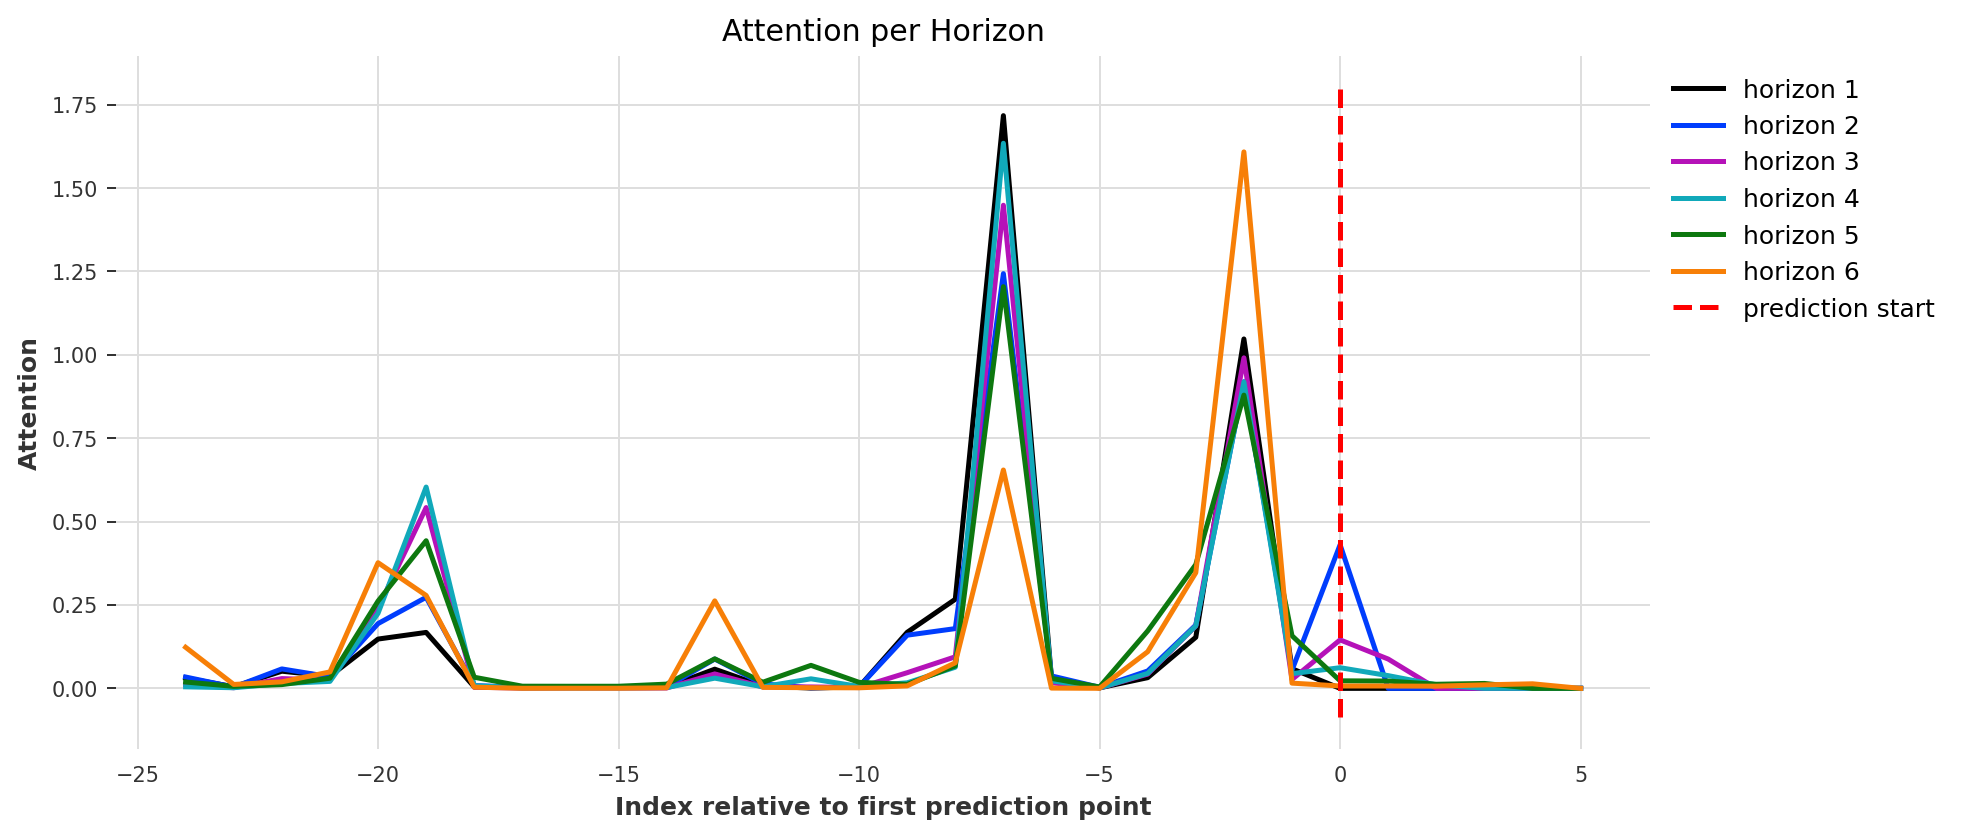 Attention per Horizon
1.75
1.50
1.25
1.00
0.75
0.50
0.25
0.00
Attention
−25
−20
−15
−10
−5
0
5
Index relative to first prediction point
horizon 1
horizon 2
horizon 3
horizon 4
horizon 5
horizon 6
prediction start